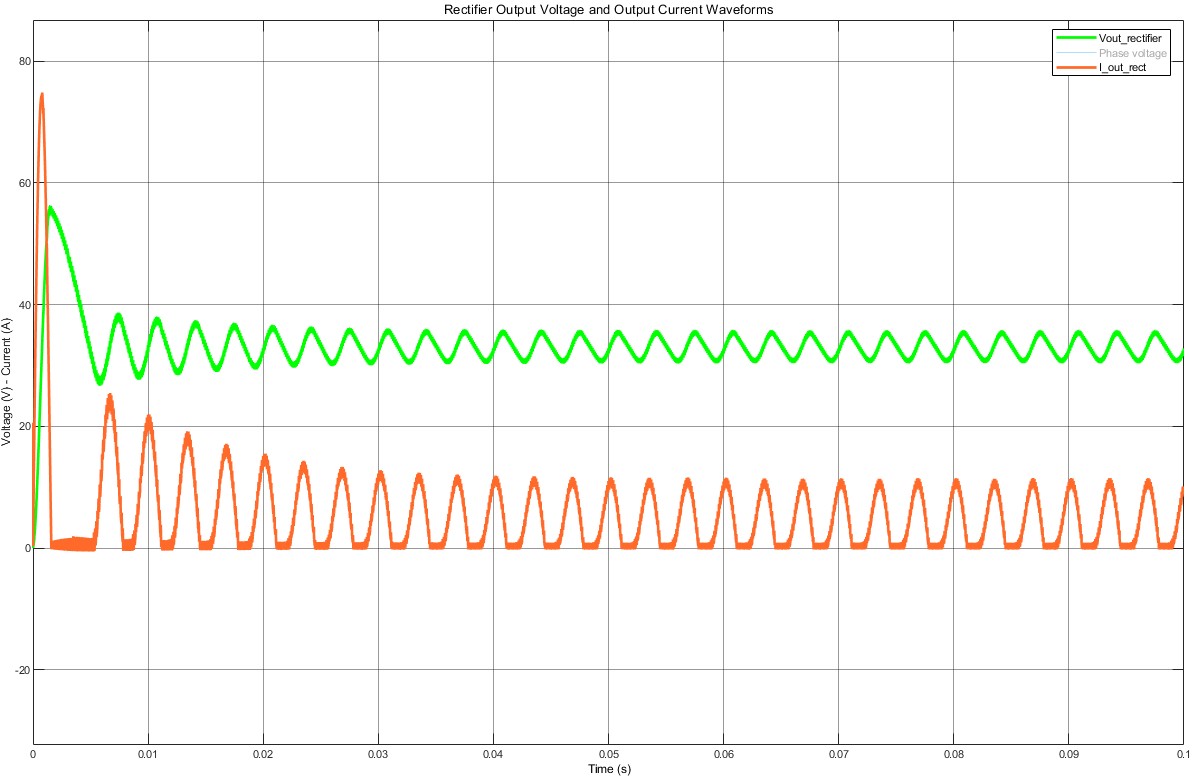 Rectifier Output Voltage and Output Current Waveforms
Vout_rectifier
Phase voltage
I_out_rect
80
60
40
20
0
-20
Voltage (V) - Current (A)
0 0.01 0.02 0.03 0.04 0.05 0.06 0.07 0.08 0.09 0.1
Time (s)